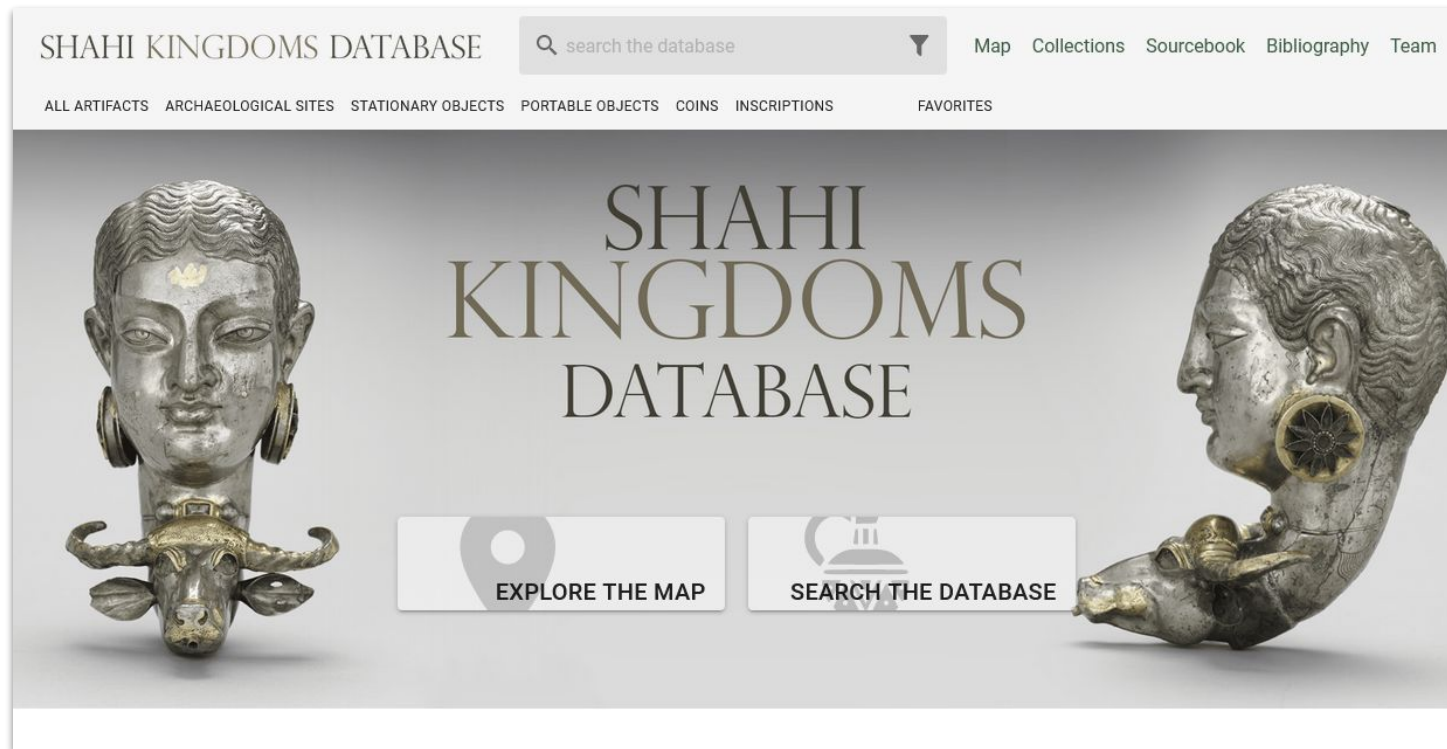 SHAHI KINGDOMS DATABASE
search the database
Map Collections Sourcebook Bibliography Team
ALL ARTIFACTS ARCHAEOLOGICAL SITES STATIONARY OBJECTS PORTABLE OBJECTS COINS INSCRIPTIONS FAVORITES
SHAHI
KINGDOMS
DATABASE
EXPLORE THE MAP
SEARCH THE DATABASE